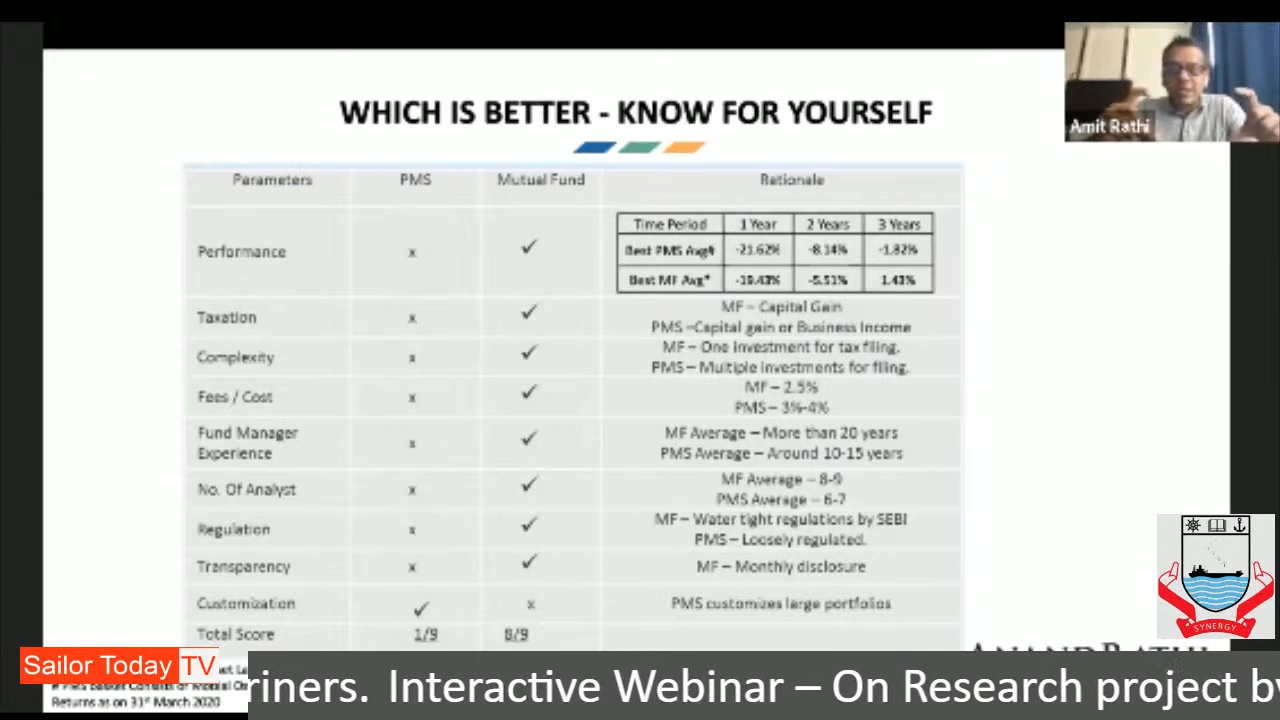 WHICH IS BETTER - KNOW FOR YOURSELF
Amit Rathi
Parameters PMS Mutual Fund Rationale
Performance x ✓
Time Period 1 Year 2 Years 3 Years
Best PMS Avg# -21.62% -8.14% -1.82%
Best MF Avg* -19.43% -5.51% 1.43%
Taxation x ✓ MF – Capital Gain
PMS –Capital gain or Business Income
Complexity x ✓ MF – One investment for tax filing.
PMS – Multiple investments for filing.
Fees / Cost x ✓ MF – 2.5%
PMS – 3%-4%
Fund Manager
Experience x ✓ MF Average – More than 20 years
PMS Average – Around 10-15 years
No. Of Analyst x ✓ MF Average – 8-9
PMS Average – 6-7
Regulation x ✓ MF – Water tight regulations by SEBI
PMS – Loosely regulated.
Transparency x ✓ MF – Monthly disclosure
Customization ✓ x PMS customizes large portfolios
Total Score 1/9 8/9
SYNERGY
ANANDRATHI
Sailor Today TV
Returns as on 31st March 2020
riners. Interactive Webinar – On Research project by